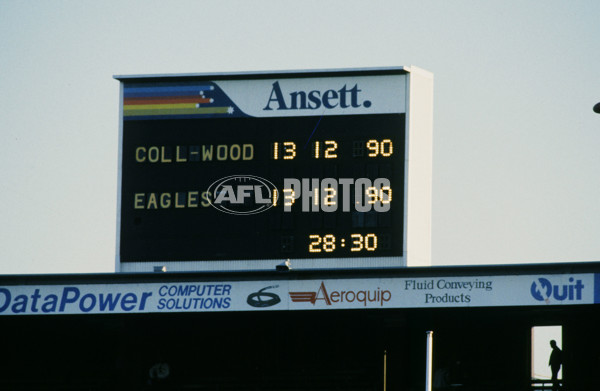 Ansett.
COLL-WOOD 13 12 90
EAGLES 13 12 90
AFL PHOTOS
28:30
DataPower COMPUTER SOLUTIONS Aeroquip Fluid Conveying Products Quit